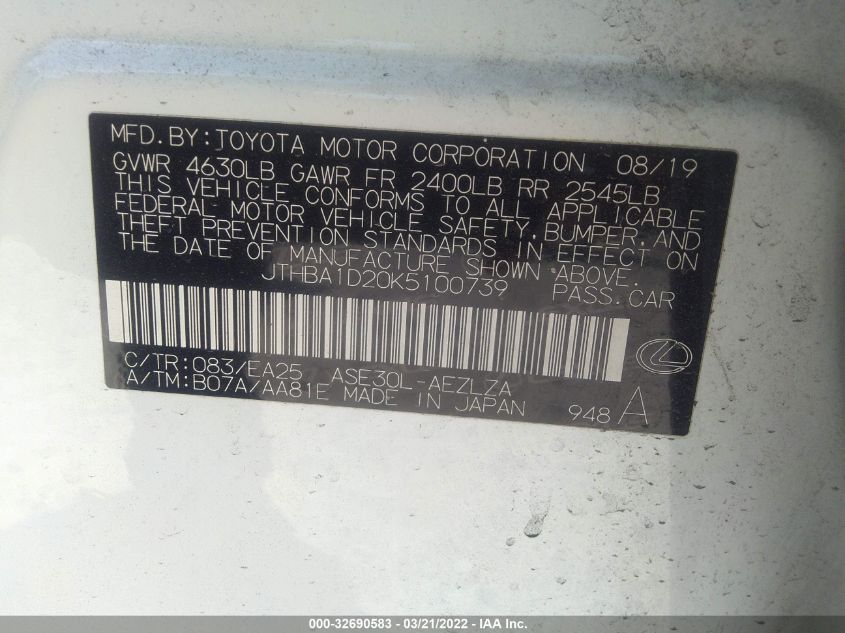 MFD.BY:TOYOTA MOTOR CORPORATION 08/19
GVWR 4630LB GAWR FR 2400LB RR 2545LB
THIS VEHICLE CONFORMS TO ALL APPLICABLE
FEDERAL MOTOR VEHICLE SAFETY,BUMPER,AND
THEFT PREVENTION STANDARDS IN EFFECT ON
THE DATE OF MANUFACTURE SHOWN ABOVE.
JTHBA1D20K5100739 PASS.CAR
C/TR:083/EA25 ASE30L-AEZLZA
A/TM:B07A/AA81E MADE IN JAPAN 948 A
000-32690583 - 03/21/2022 - IAA Inc.